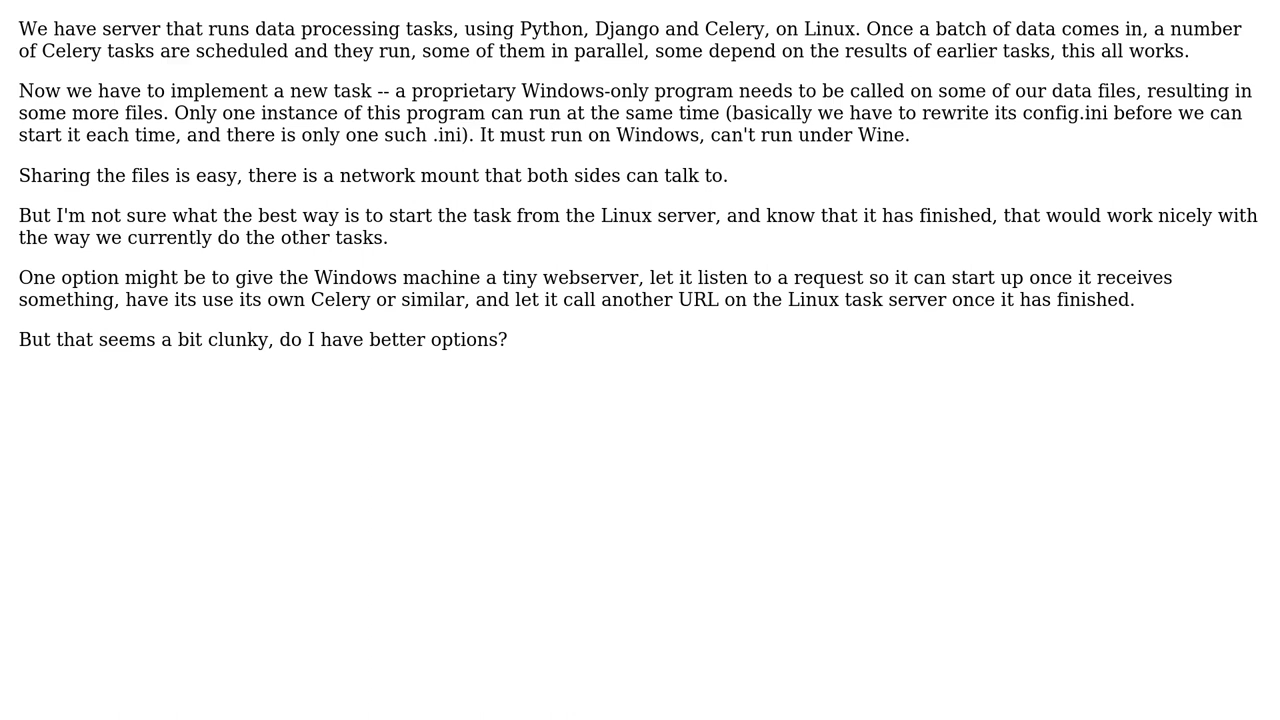 We have server that runs data processing tasks, using Python, Django and Celery, on Linux. Once a batch of data comes in, a number
of Celery tasks are scheduled and they run, some of them in parallel, some depend on the results of earlier tasks, this all works.
Now we have to implement a new task -- a proprietary Windows-only program needs to be called on some of our data files, resulting in
some more files. Only one instance of this program can run at the same time (basically we have to rewrite its config.ini before we can
start it each time, and there is only one such .ini). It must run on Windows, can't run under Wine.
Sharing the files is easy, there is a network mount that both sides can talk to.
But I'm not sure what the best way is to start the task from the Linux server, and know that it has finished, that would work nicely with
the way we currently do the other tasks.
One option might be to give the Windows machine a tiny webserver, let it listen to a request so it can start up once it receives
something, have its use its own Celery or similar, and let it call another URL on the Linux task server once it has finished.
But that seems a bit clunky, do I have better options?